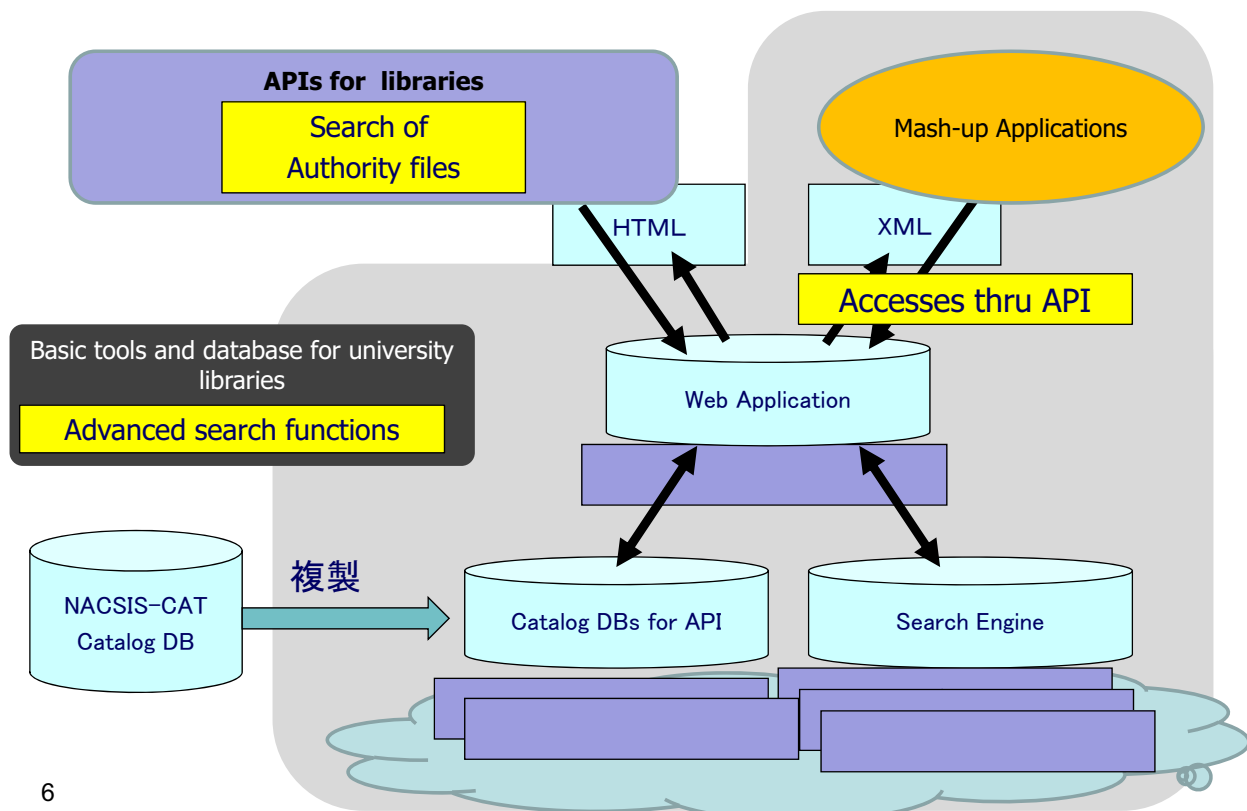 APIs for libraries
Search of
Authority files
Mash-up Applications
HTML
XML
Accesses thru API
Basic tools and database for university
libraries
Advanced search functions
Web Application
複製
NACSIS-CAT
Catalog DB
Catalog DBs for API
Search Engine
6